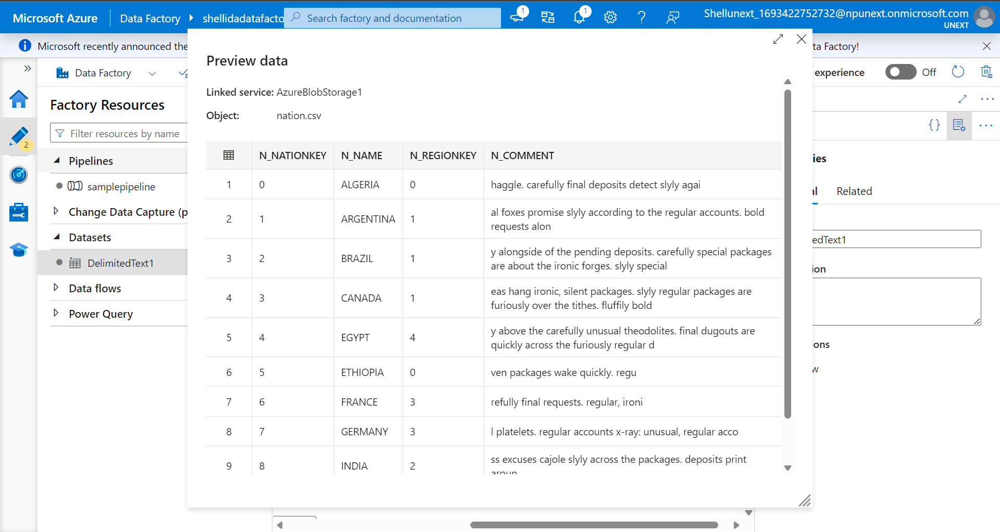 Microsoft Azure
Data Factory
shellidadatafacto
Search factory and documentation
1
1
Shellunext_1693422752732@npunext.onmicrosoft.com
UNEXT
Microsoft recently announced the
ta Factory!
Data Factory
experience
Off
Factory Resources
Filter resources by name
2
Pipelines
samplepipeline
Change Data Capture (p
Datasets
DelimitedText1
Data flows
Power Query
Preview data
Linked service: AzureBlobStorage1
Object: nation.csv
N_NATIONKEY N_NAME N_REGIONKEY N_COMMENT
1 0 ALGERIA 0 haggle. carefully final deposits detect slyly agai
2 1 ARGENTINA 1 al foxes promise slyly according to the regular accounts. bold
requests alon
3 2 BRAZIL 1 y alongside of the pending deposits. carefully special packages
are about the ironic forges. slyly special
4 3 CANADA 1 eas hang ironic, silent packages. slyly regular packages are
furiously over the tithes. fluffily bold
5 4 EGYPT 4 y above the carefully unusual theodolites. final dugouts are
quickly across the furiously regular d
6 5 ETHIOPIA 0 ven packages wake quickly. regu
7 6 FRANCE 3 refully final requests. regular, ironi
8 7 GERMANY 3 l platelets. regular accounts x-ray: unusual, regular acco
9 8 INDIA 2 ss excuses cajole slyly across the packages. deposits print
aroun
ies
al
Related
edText1
ion
ions
w